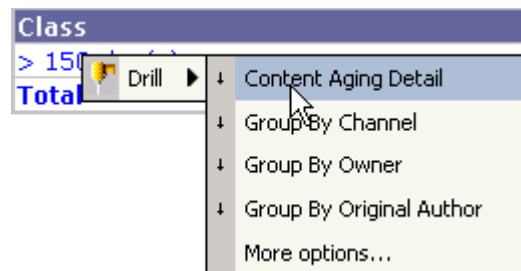 Class
> 150
Total
Drill
Content Aging Detail
Group By Channel
Group By Owner
Group By Original Author
More options...